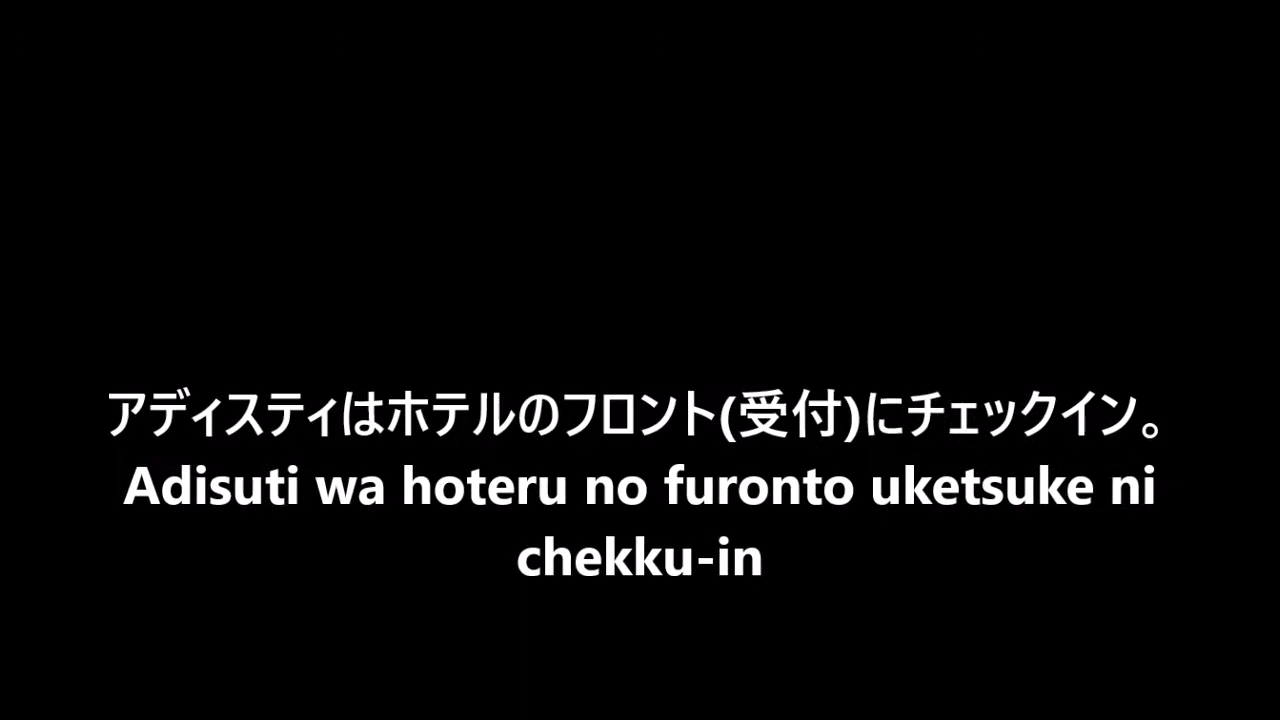 アディスティはホテルのフロント(受付)にチェックイン。
Adisuti wa hoteru no furonto uketsuke ni
chekku-in